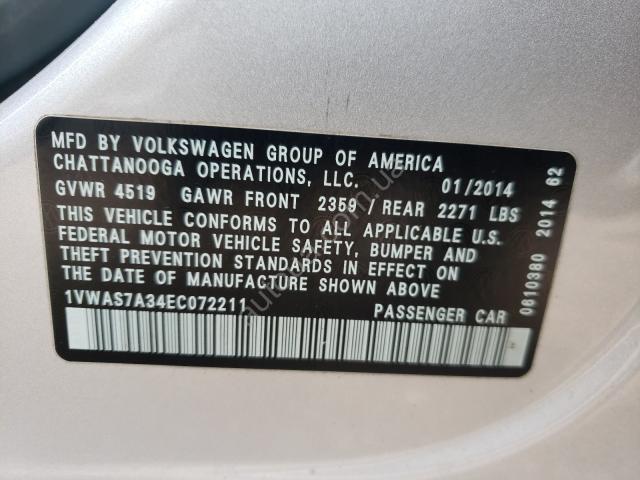 MFD BY VOLKSWAGEN GROUP OF AMERICA
CHATTANOOGA OPERATIONS, LLC. 01/2014
GVWR 4519 GAWR FRONT 2359 / REAR 2271 LBS
THIS VEHICLE CONFORMS TO ALL APPLICABLE U.S.
FEDERAL MOTOR VEHICLE SAFETY, BUMPER AND
THEFT PREVENTION STANDARDS IN EFFECT ON
THE DATE OF MANUFACTURE SHOWN ABOVE
1VWAS7A34EC072211 PASSENGER CAR
0610380 2014 62